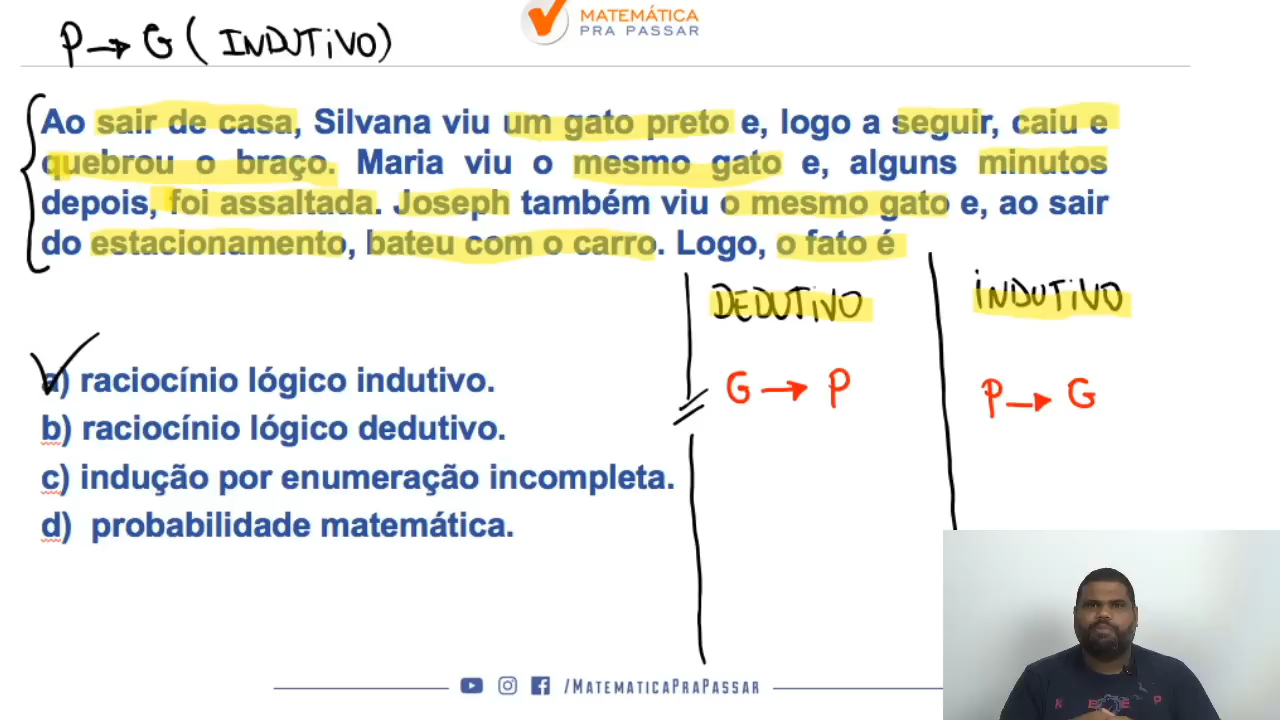 MATEMÁTICA
PRA PASSAR
P → G (INDUTIVO)
Ao sair de casa, Silvana viu um gato preto e, logo a seguir, caiu e
quebrou o braço. Maria viu o mesmo gato e, alguns minutos
depois, foi assaltada. Joseph também viu o mesmo gato e, ao sair
do estacionamento, bateu com o carro. Logo, o fato é
DEDUTIVO
G → P
INDUTIVO
P → G
a) raciocínio lógico indutivo.
b) raciocínio lógico dedutivo.
c) indução por enumeração incompleta.
d) probabilidade matemática.
/MATEMATICAPRAPASSAR